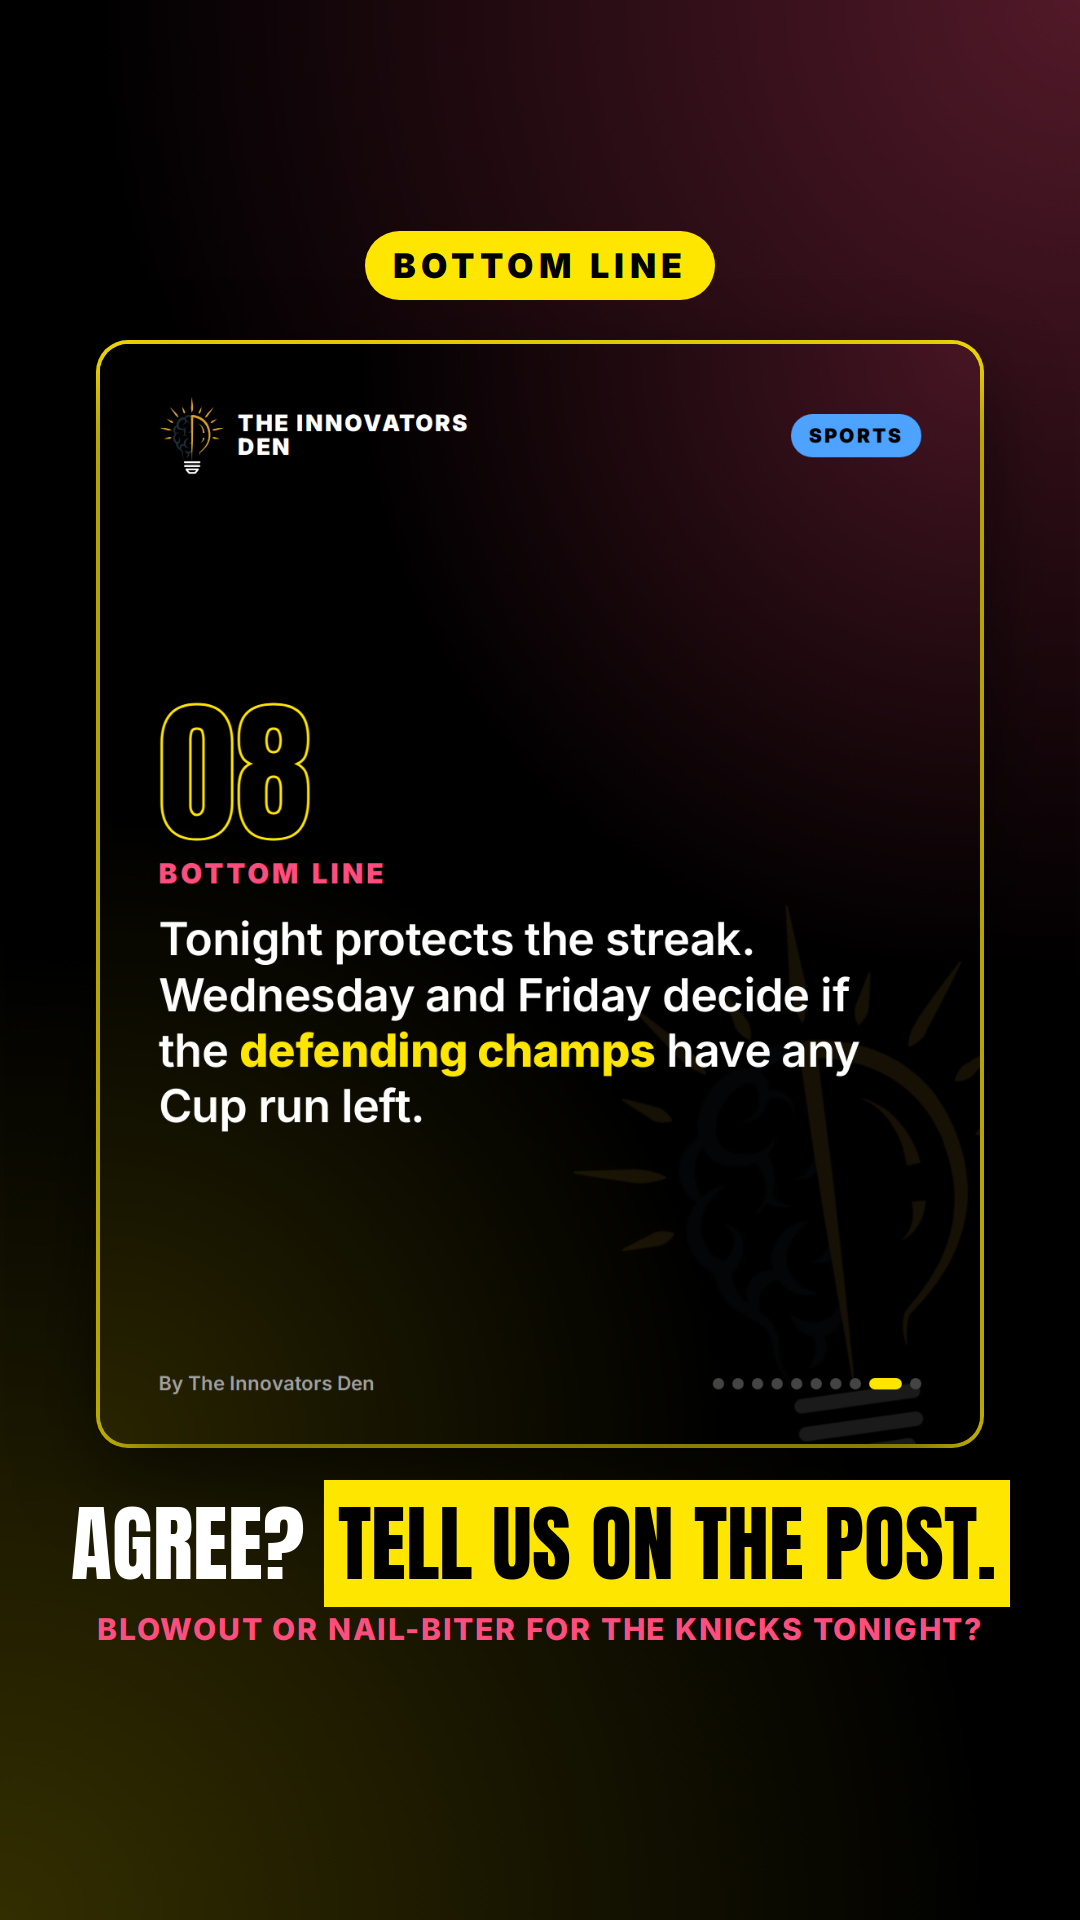 BOTTOM LINE
THE INNOVATORS
DEN
SPORTS
08
BOTTOM LINE
Tonight protects the streak.
Wednesday and Friday decide if
the defending champs have any
Cup run left.
By The Innovators Den
AGREE? TELL US ON THE POST.
BLOWOUT OR NAIL-BITER FOR THE KNICKS TONIGHT?